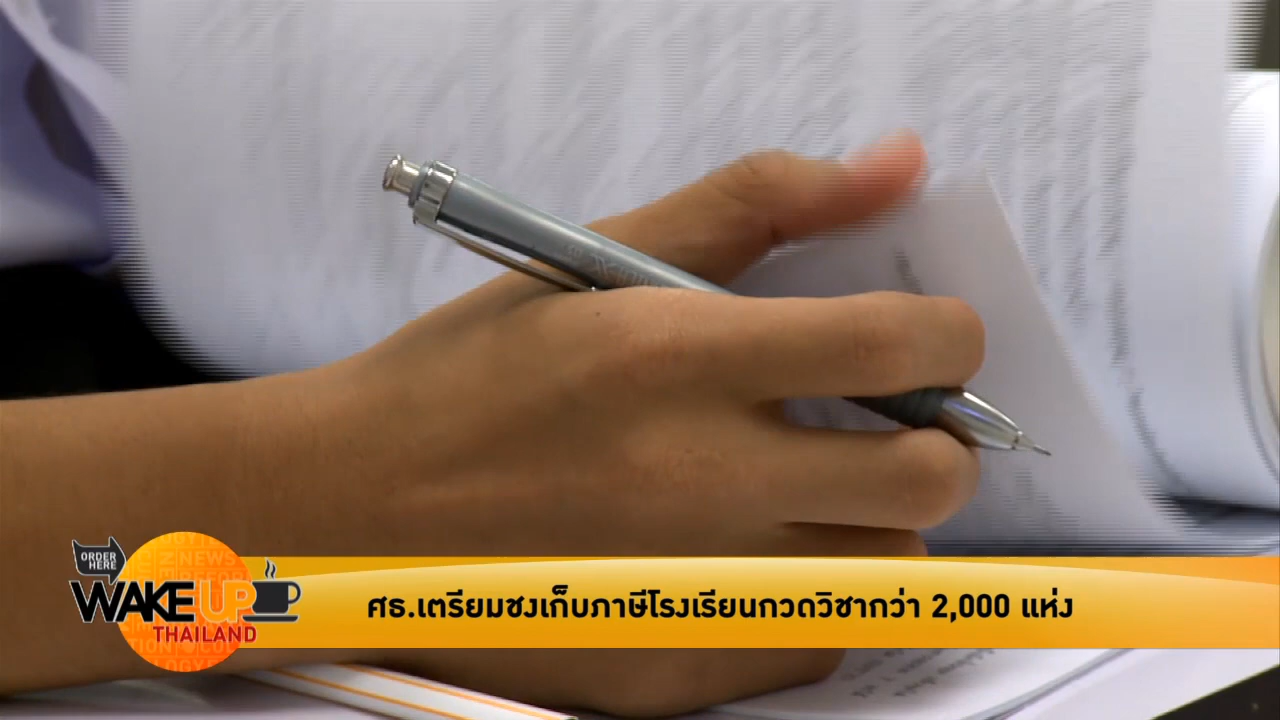 ORDER
HERE
WAKE UP
THAILAND
ศธ.เตรียมชงเก็บภาษีโรงเรียนกวดวิชากว่า 2,000 แห่ง